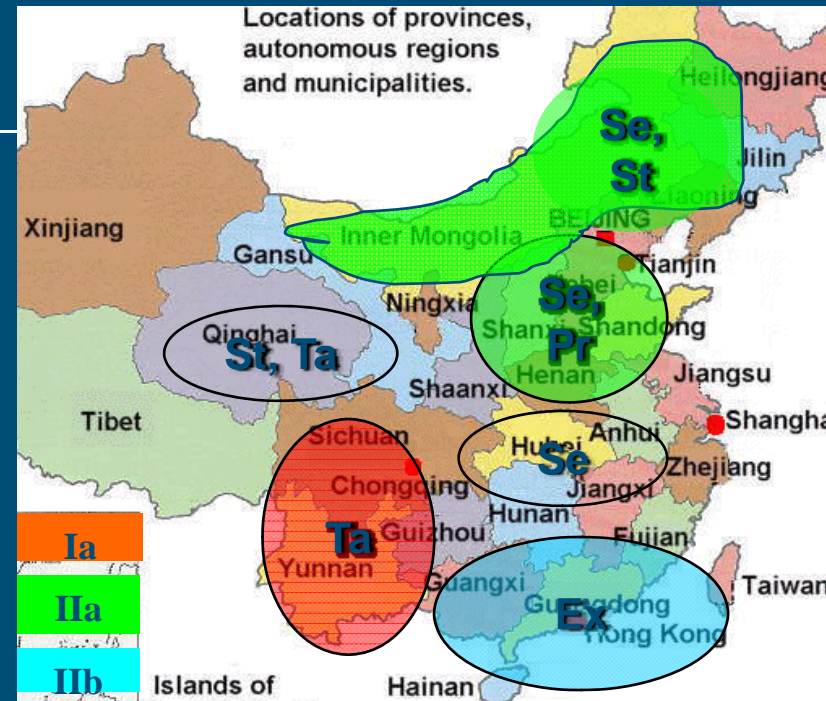 Locations of provinces,
autonomous regions
and municipalities.
Heilongjiang
Se,
St
Jilin
Liaoning
BEIJING
Xinjiang
Inner Mongolia
Gansu
Tianjin
Hebei
Ningxia
Se,
Pr
Qinghai
Shanxi
Shandong
St, Ta
Henan
Jiangsu
Shaanxi
Tibet
Shangha
Sichuan
Hubei
Anhui
Se
Zhejiang
Chongqing
Jiangxi
Hunan
Ta
Guizhou
Fujian
Ia
Yunnan
Guangxi
Taiwan
IIa
Guangdong
Ex
Hong Kong
IIb
Islands of
Hainan